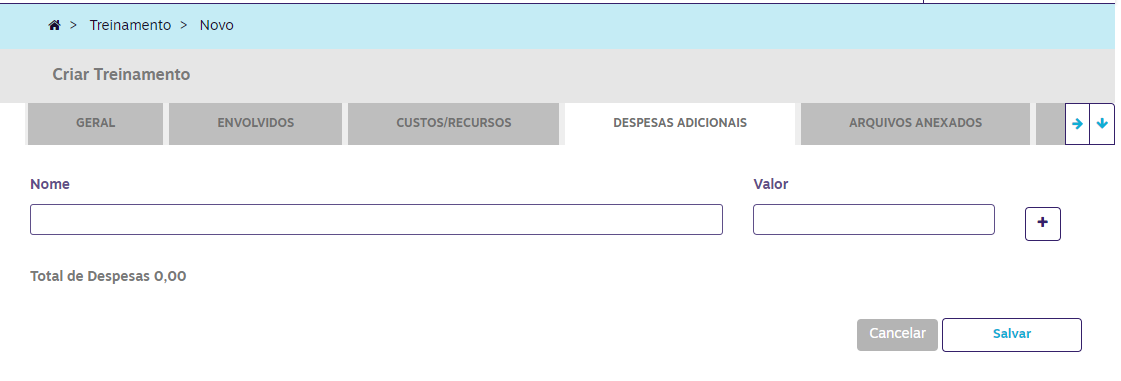 > Treinamento > Novo
Criar Treinamento
GERAL ENVOLVIDOS CUSTOS/RECURSOS DESPESAS ADICIONAIS ARQUIVOS ANEXADOS
Nome Valor
+
Total de Despesas 0,00
Cancelar Salvar